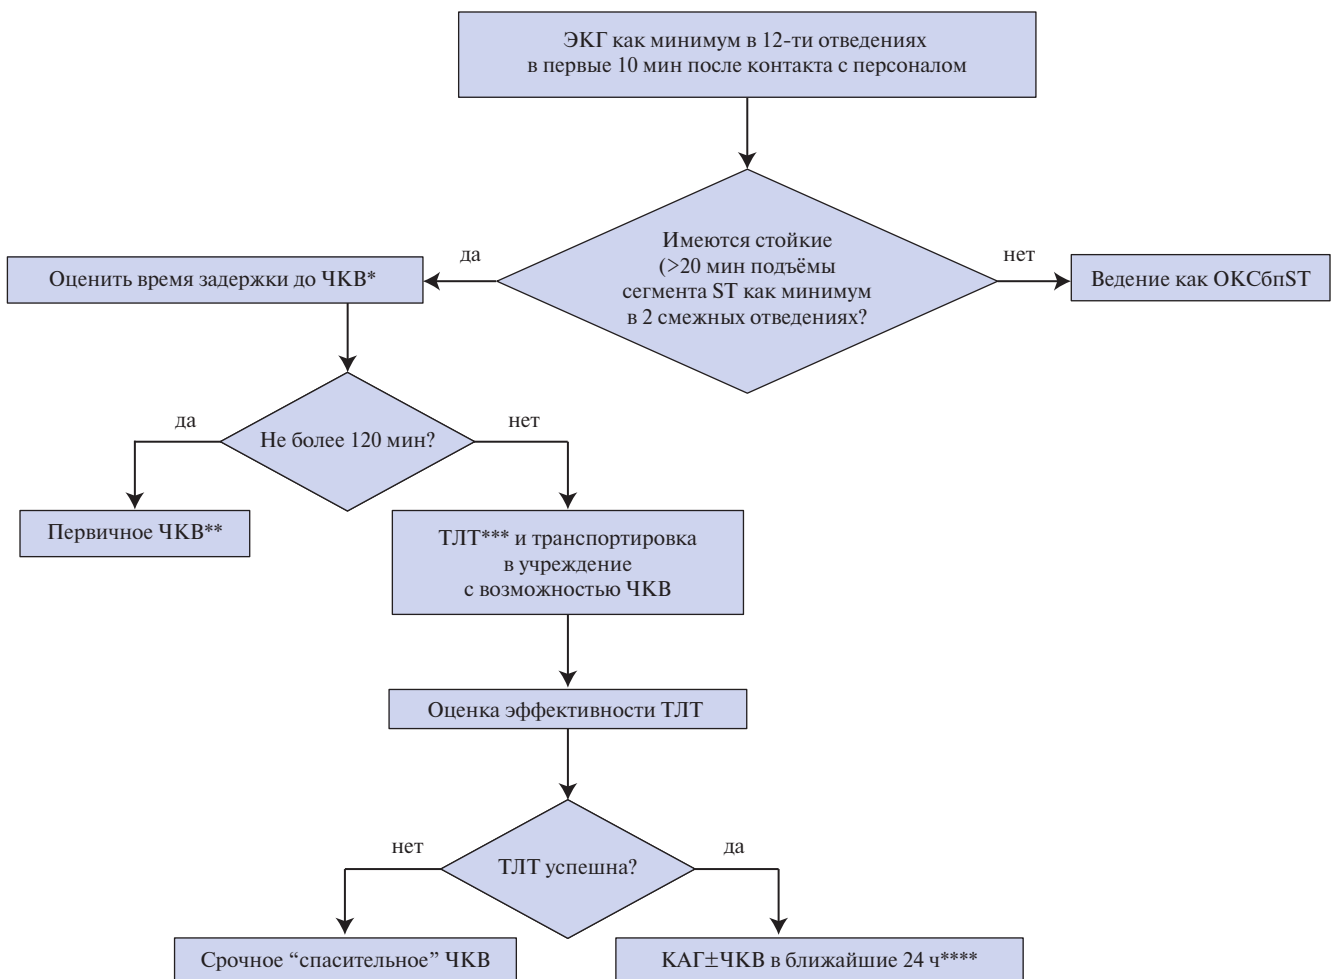 ЭКГ как минимум в 12-ти отведениях
в первые 10 мин после контакта с персоналом
Имеются стойкие
(>20 мин подъёмы
сегмента ST как минимум
в 2 смежных отведениях?
да
нет
Оценить время задержки до ЧКВ*
Ведение как ОКСбпST
Не более 120 мин?
да
нет
Первичное ЧКВ**
ТЛТ*** и транспортировка
в учреждение
с возможностью ЧКВ
Оценка эффективности ТЛТ
ТЛТ успешна?
нет
да
Срочное “спасительное” ЧКВ
КАГ±ЧКВ в ближайшие 24 ч****